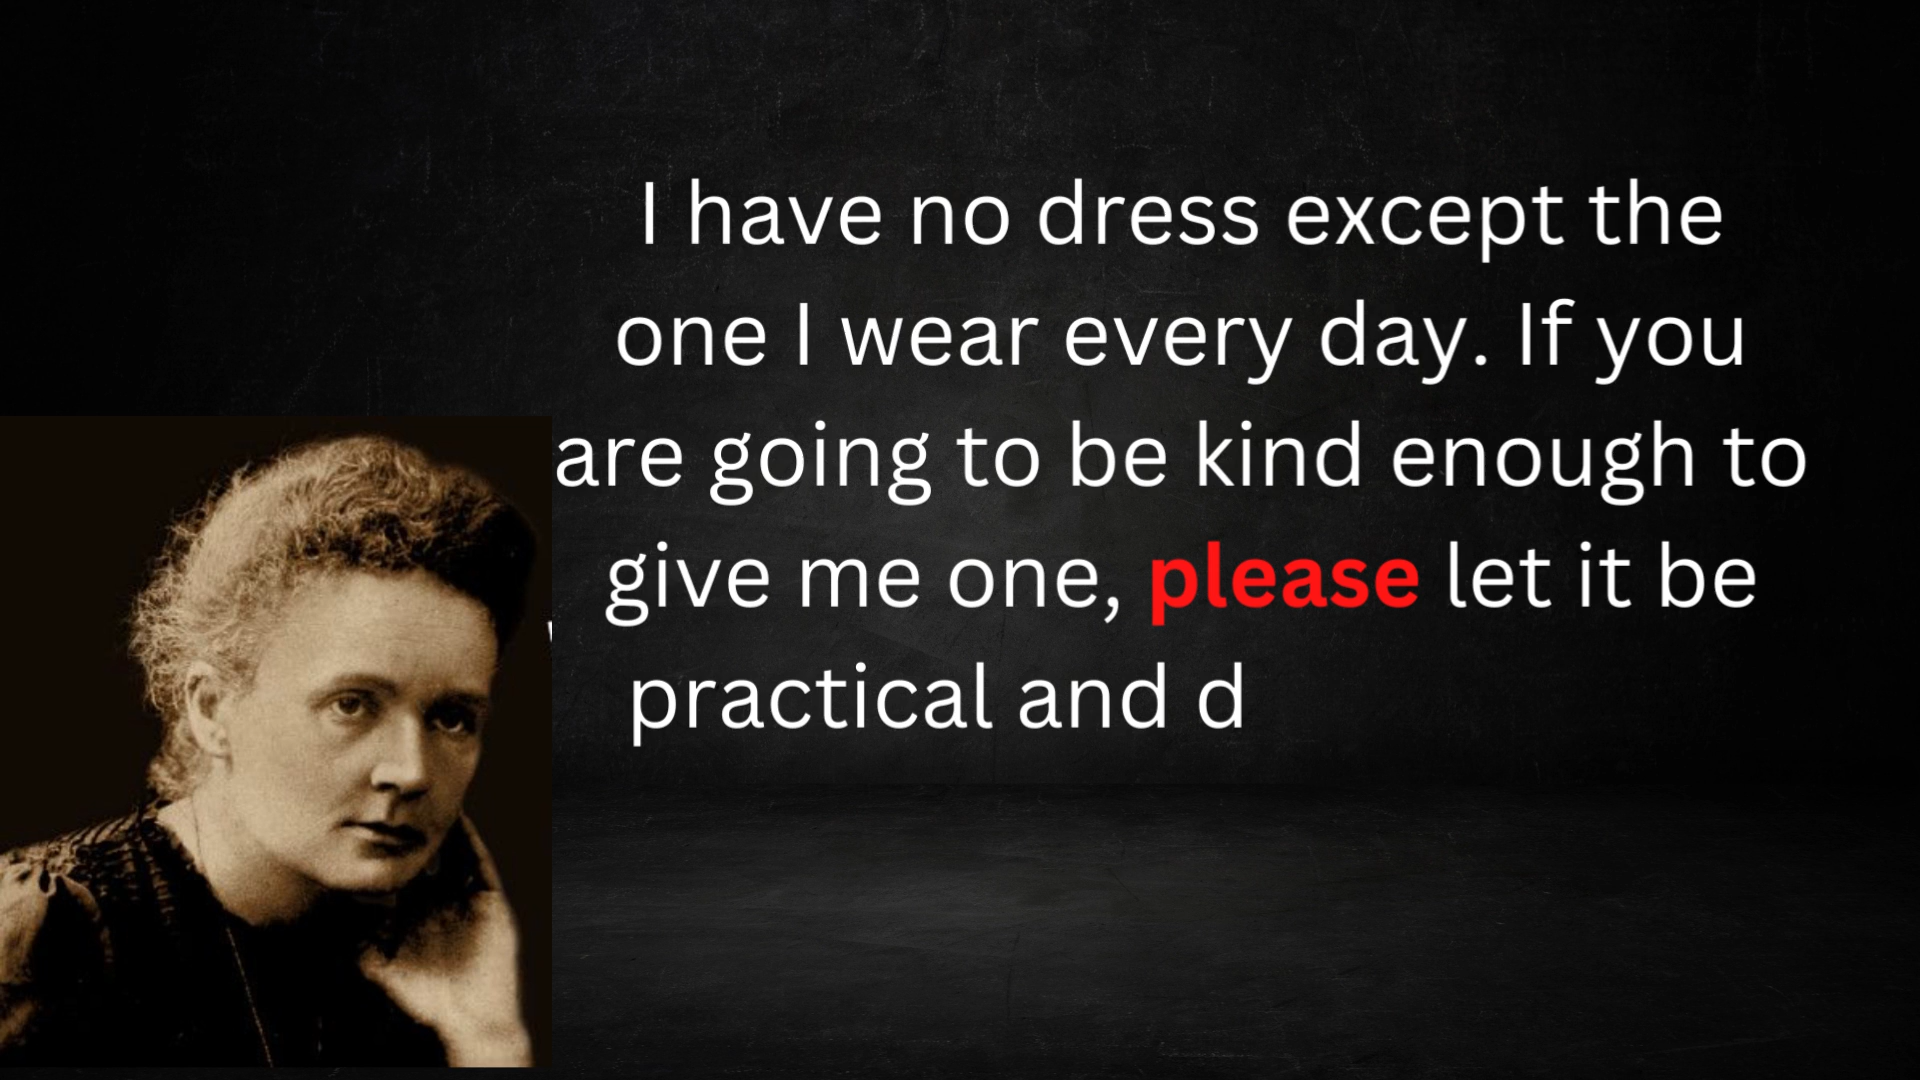 I have no dress except the
one I wear every day. If you
are going to be kind enough to
give me one, please let it be
practical and d